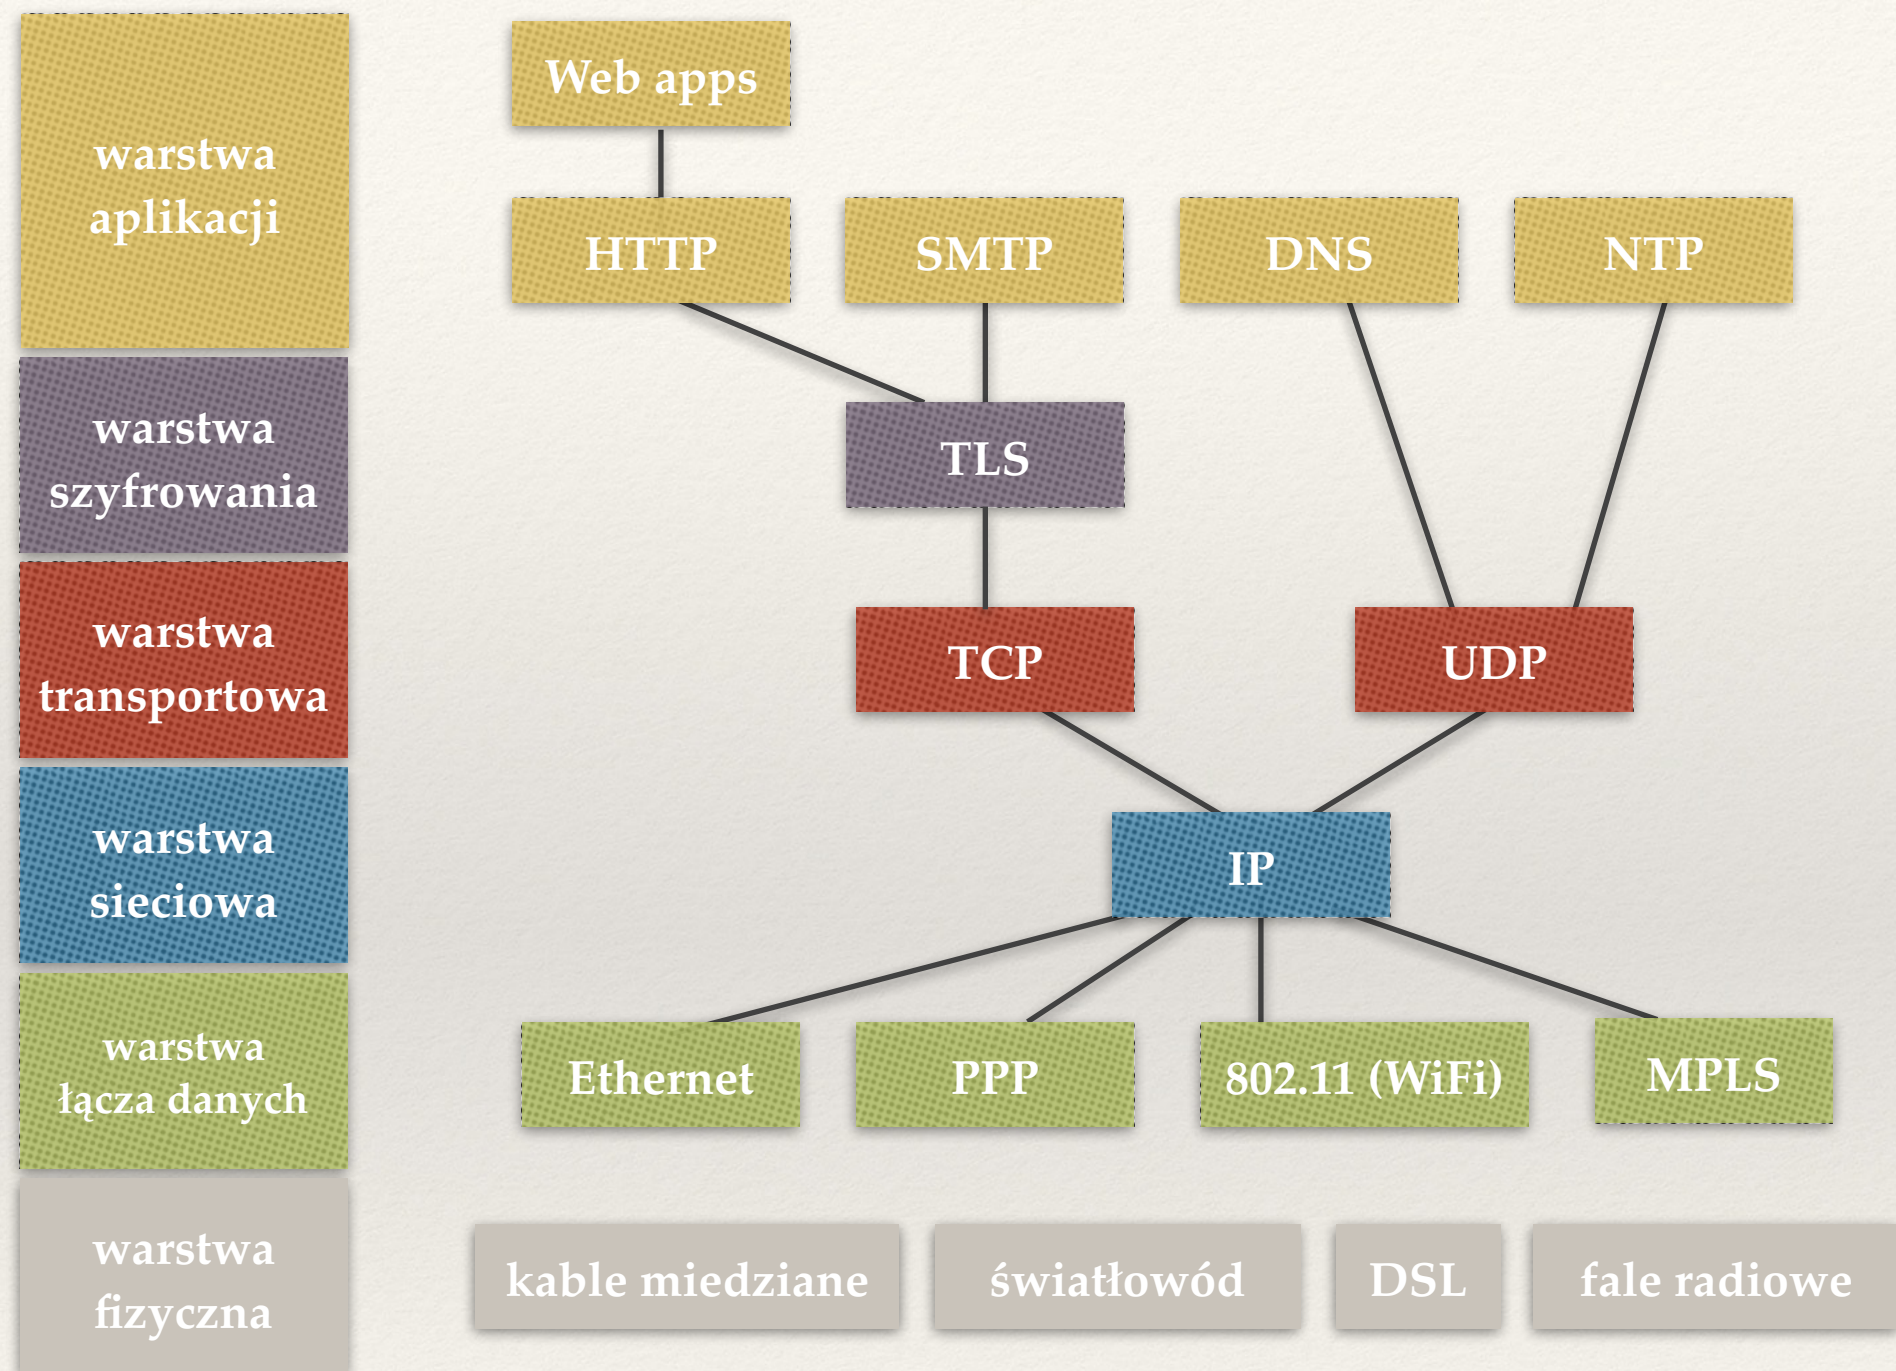 warstwa
aplikacji
Web apps
HTTP
SMTP
DNS
NTP
warstwa
szyfrowania
TLS
warstwa
transportowa
TCP
UDP
warstwa
sieciowa
IP
warstwa
łącza danych
Ethernet
PPP
802.11 (WiFi)
MPLS
warstwa
fizyczna
kable miedziane
światłowód
DSL
fale radiowe